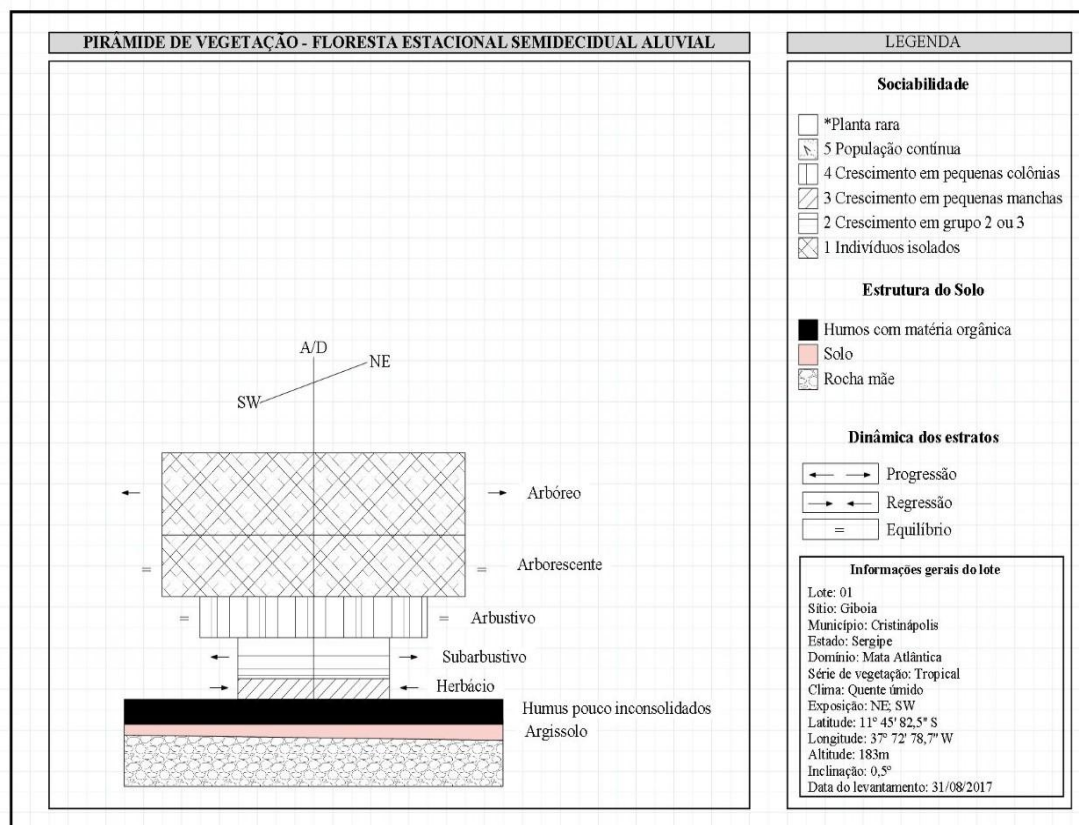 PIRÂMIDE DE VEGETAÇÃO - FLORESTA ESTACIONAL SEMIDECIDUAL ALUVIAL
A/D
NE
SW
Arbóreo
=
=
Arborescente
=
=
Arbustivo
Subarbustivo
Herbácio
Humus pouco inconsolidados
Argissolo
LEGENDA
Sociabilidade
*Planta rara
5 População contínua
4 Crescimento em pequenas colônias
3 Crescimento em pequenas manchas
2 Crescimento em grupo 2 ou 3
1 Indivíduos isolados
Estrutura do Solo
Humos com matéria orgânica
Solo
Rocha mãe
Dinâmica dos estratos
Progressão
Regressão
= Equilíbrio
Informações gerais do lote
Lote: 01
Sítio: Giboia
Município: Cristinápolis
Estado: Sergipe
Domínio: Mata Atlântica
Série de vegetação: Tropical
Clima: Quente úmido
Exposição: NE; SW
Latitude: 11° 45' 82,5" S
Longitude: 37° 72' 78,7" W
Altitude: 183m
Inclinação: 0,5°
Data do levantamento: 31/08/2017